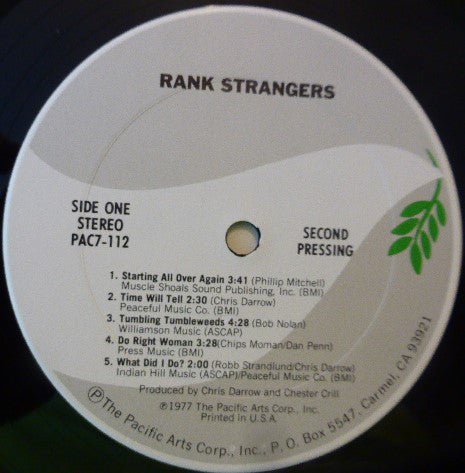 RANK STRANGERS
SIDE ONE
STEREO
PAC7-112
SECOND
PRESSING
1. Starting All Over Again 3:41 (Phillip Mitchell)
Muscle Shoals Sound Publishing, Inc. (BMI)
2. Time Will Tell 2:30 (Chris Darrow)
Peaceful Music Co. (BMI)
3. Tumbling Tumbleweeds 4:28 (Bob Nolan)
Williamson Music (ASCAP)
4. Do Right Woman 3:28(Chips Moman/Dan Penn)
Press Music (BMI)
5. What Did I Do? 2:00 (Robb Strandlund/Chris Darrow)
Indian Hill Music (ASCAP)/Peaceful Music Co. (BMI)
Produced by Chris Darrow and Chester Crill
℗1977 The Pacific Arts Corp., Inc.
Printed in U.S.A.
℗The Pacific Arts Corp., Inc., P. O. Box 5547, Carmel, CA 93921